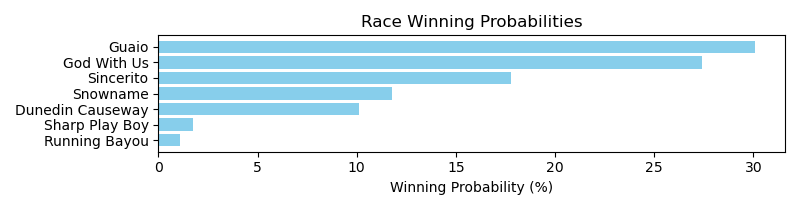 Race Winning Probabilities
Guaio
God With Us
Sincerito
Snowname
Dunedin Causeway
Sharp Play Boy
Running Bayou
0 5 10 15 20 25 30
Winning Probability (%)